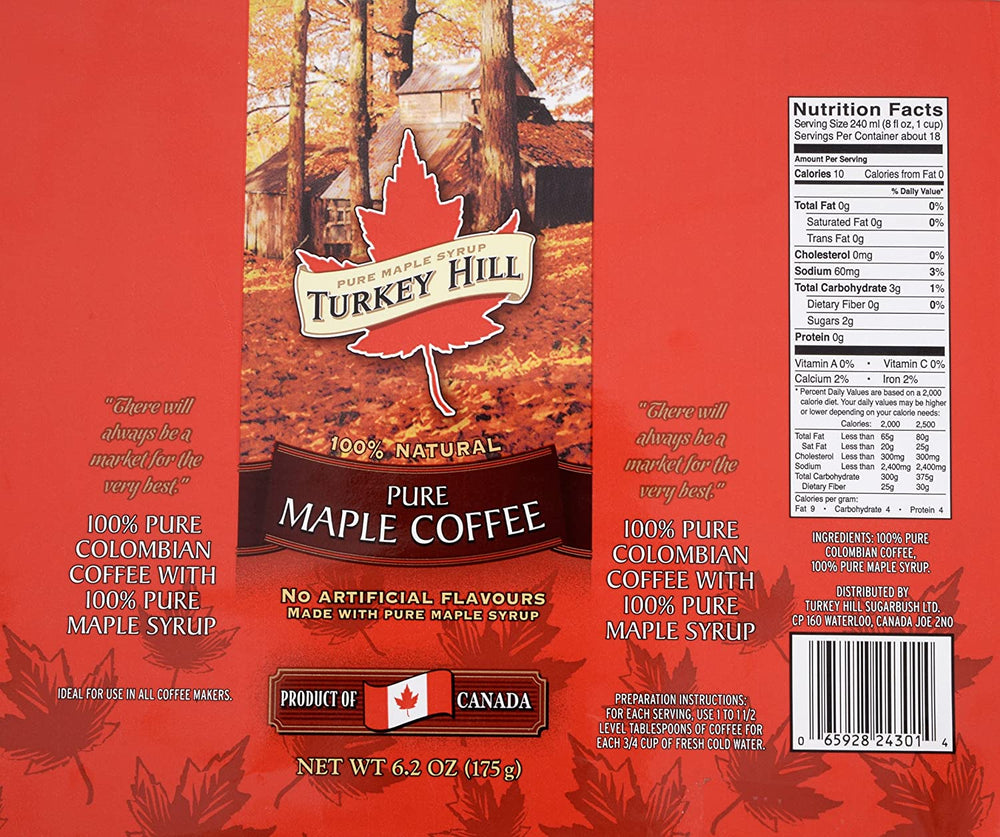 PURE MAPLE SYRUP
TURKEY HILL
100% NATURAL
PURE
MAPLE COFFEE
NO ARTIFICIAL FLAVOURS
MADE WITH PURE MAPLE SYRUP
PRODUCT OF CANADA
NET WT 6.2 OZ (175 g)
"There will
always be a
market for the
very best."
100% PURE
COLOMBIAN
COFFEE WITH
100% PURE
MAPLE SYRUP
IDEAL FOR USE IN ALL COFFEE MAKERS.
"There will
always be a
market for the
very best."
100% PURE
COLOMBIAN
COFFEE WITH
100% PURE
MAPLE SYRUP
PREPARATION INSTRUCTIONS:
FOR EACH SERVING, USE 1 TO 1 1/2
LEVEL TABLESPOONS OF COFFEE FOR
EACH 3/4 CUP OF FRESH COLD WATER.
Nutrition Facts
Serving Size 240 ml (8 fl oz, 1 cup)
Servings Per Container about 18
Amount Per Serving
Calories 10 Calories from Fat 0
% Daily Value*
Total Fat 0g 0%
Saturated Fat 0g 0%
Trans Fat 0g
Cholesterol 0mg 0%
Sodium 60mg 3%
Total Carbohydrate 3g 1%
Dietary Fiber 0g 0%
Sugars 2g
Protein 0g
Vitamin A 0% • Vitamin C 0%
Calcium 2% • Iron 2%
* Percent Daily Values are based on a 2,000
calorie diet. Your daily values may be higher
or lower depending on your calorie needs:
Calories: 2,000 2,500
Total Fat Less than 65g 80g
Sat Fat Less than 20g 25g
Cholesterol Less than 300mg 300mg
Sodium Less than 2,400mg 2,400mg
Total Carbohydrate 300g 375g
Dietary Fiber 25g 30g
Calories per gram:
Fat 9 • Carbohydrate 4 • Protein 4
INGREDIENTS: 100% PURE
COLOMBIAN COFFEE,
100% PURE MAPLE SYRUP.
DISTRIBUTED BY
TURKEY HILL SUGARBUSH LTD.
CP 160 WATERLOO, CANADA JOE 2NO
0 65928 24301 4